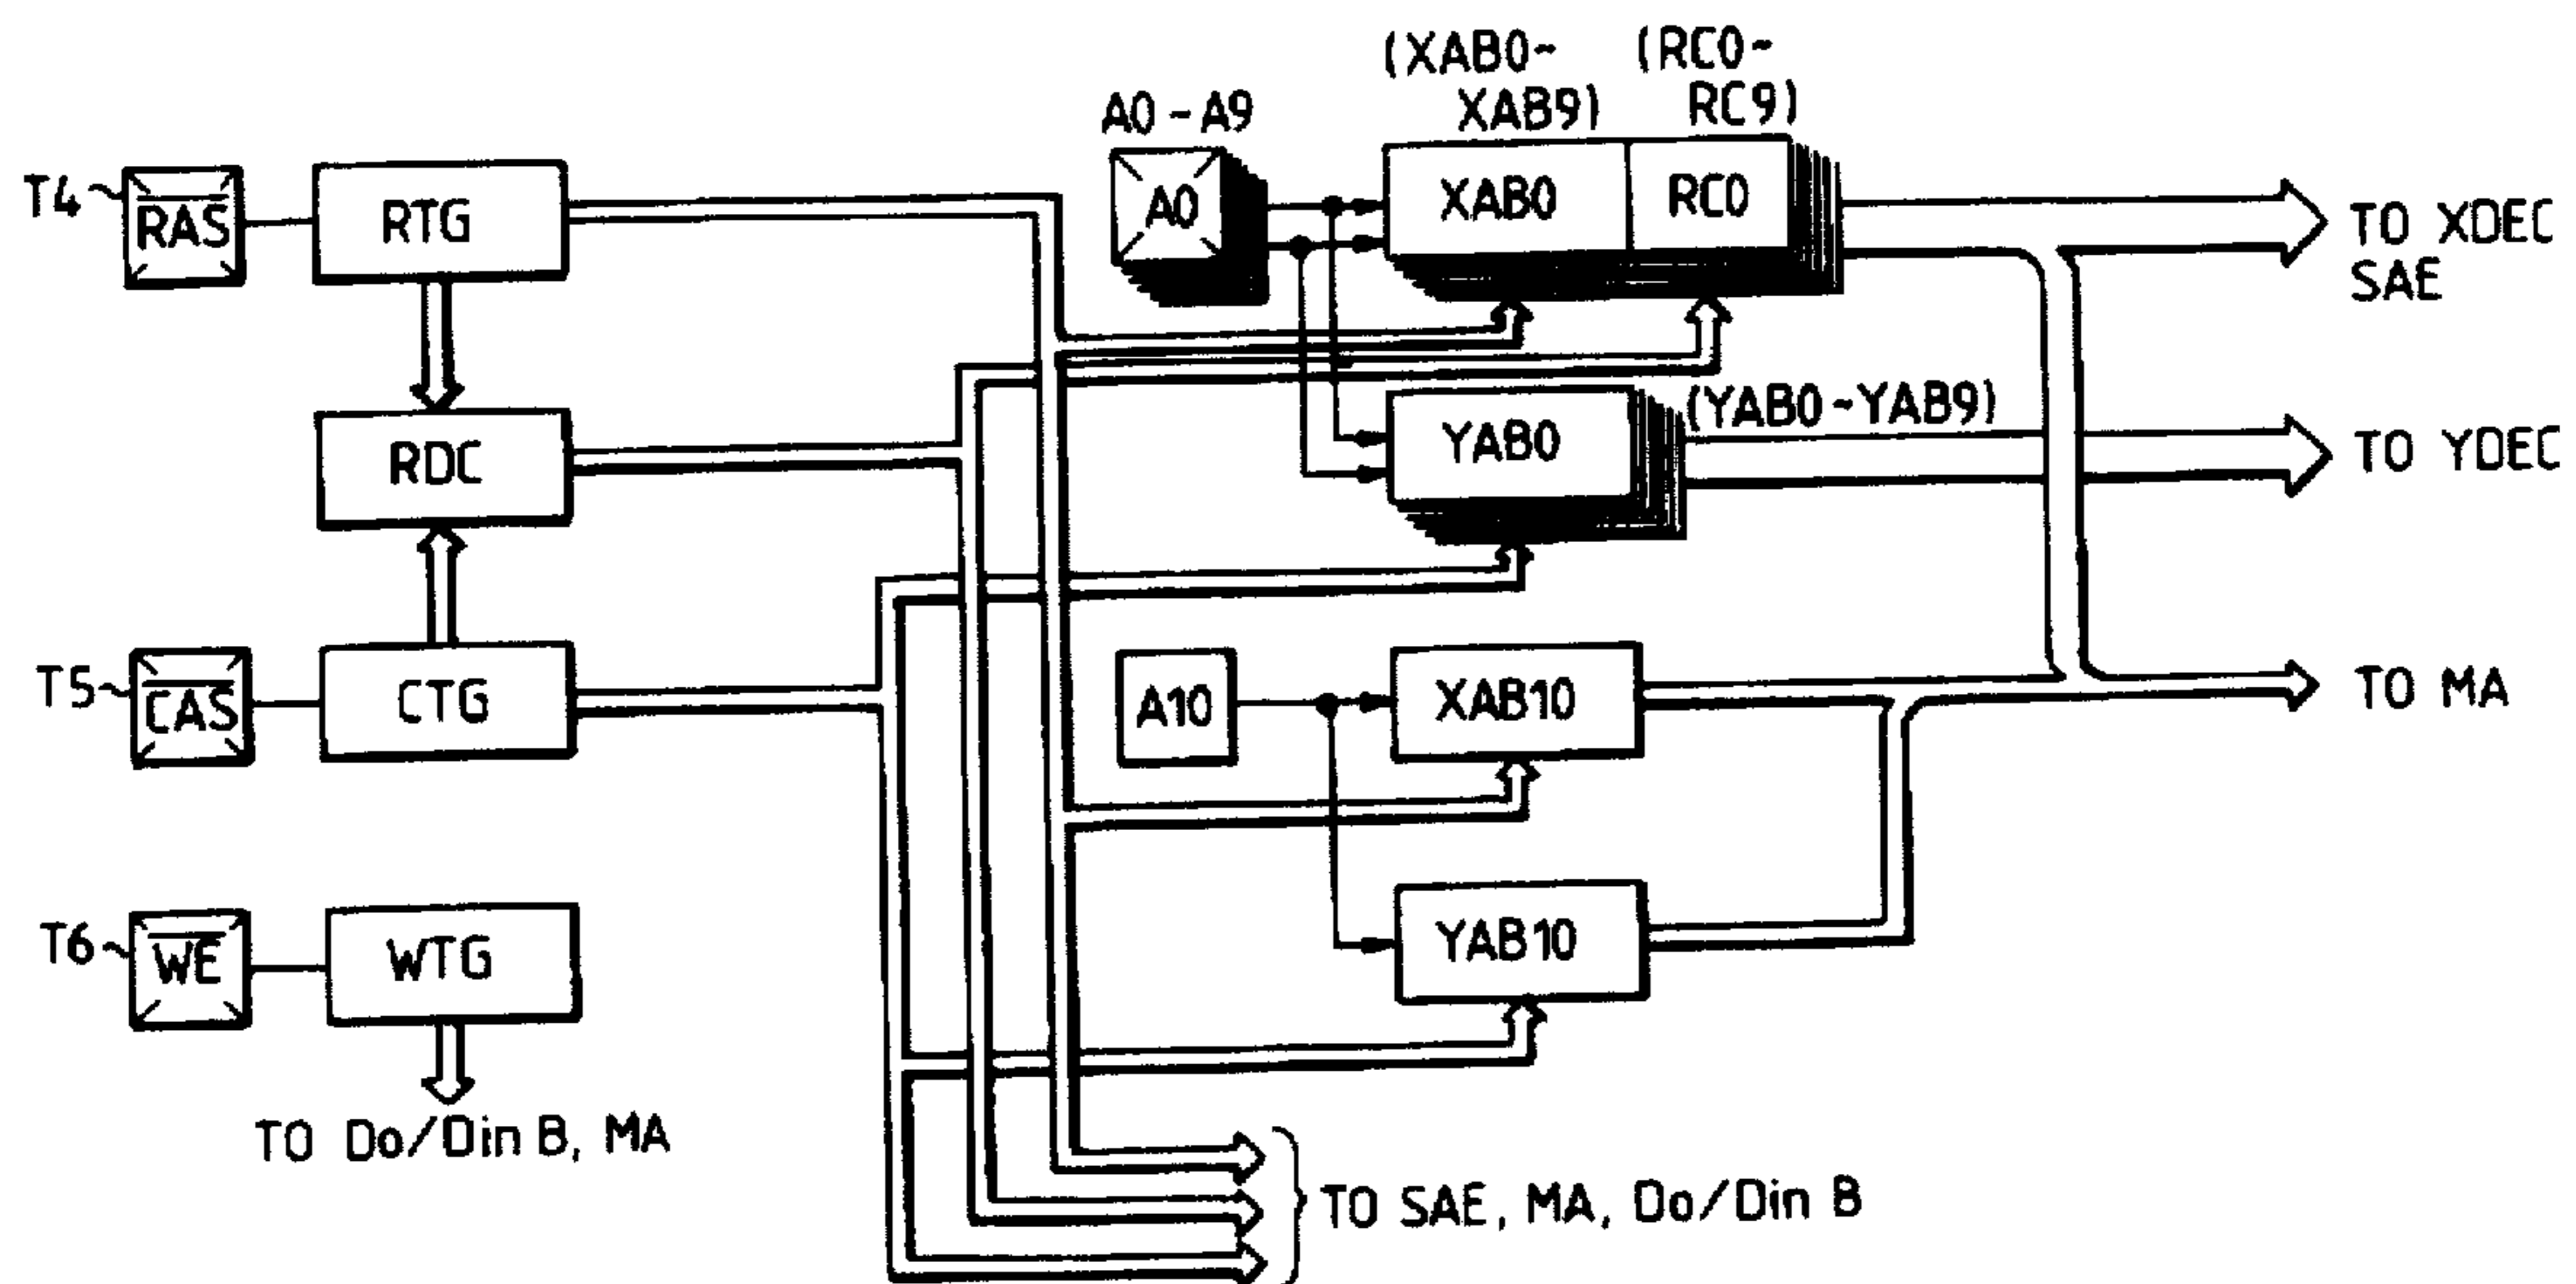 (XAB0~
XAB9)
(RC0~
RC9)
A0-A9
T4
RAS
RTG
A0
XAB0
RC0
TO XDEC
SAE
RDC
YAB0
(YAB0~YAB9)
TO YDEC
T5
CAS
CTG
A10
XAB10
TO MA
T6
WE
WTG
YAB10
TO Do/Din B, MA
TO SAE, MA, Do/Din B